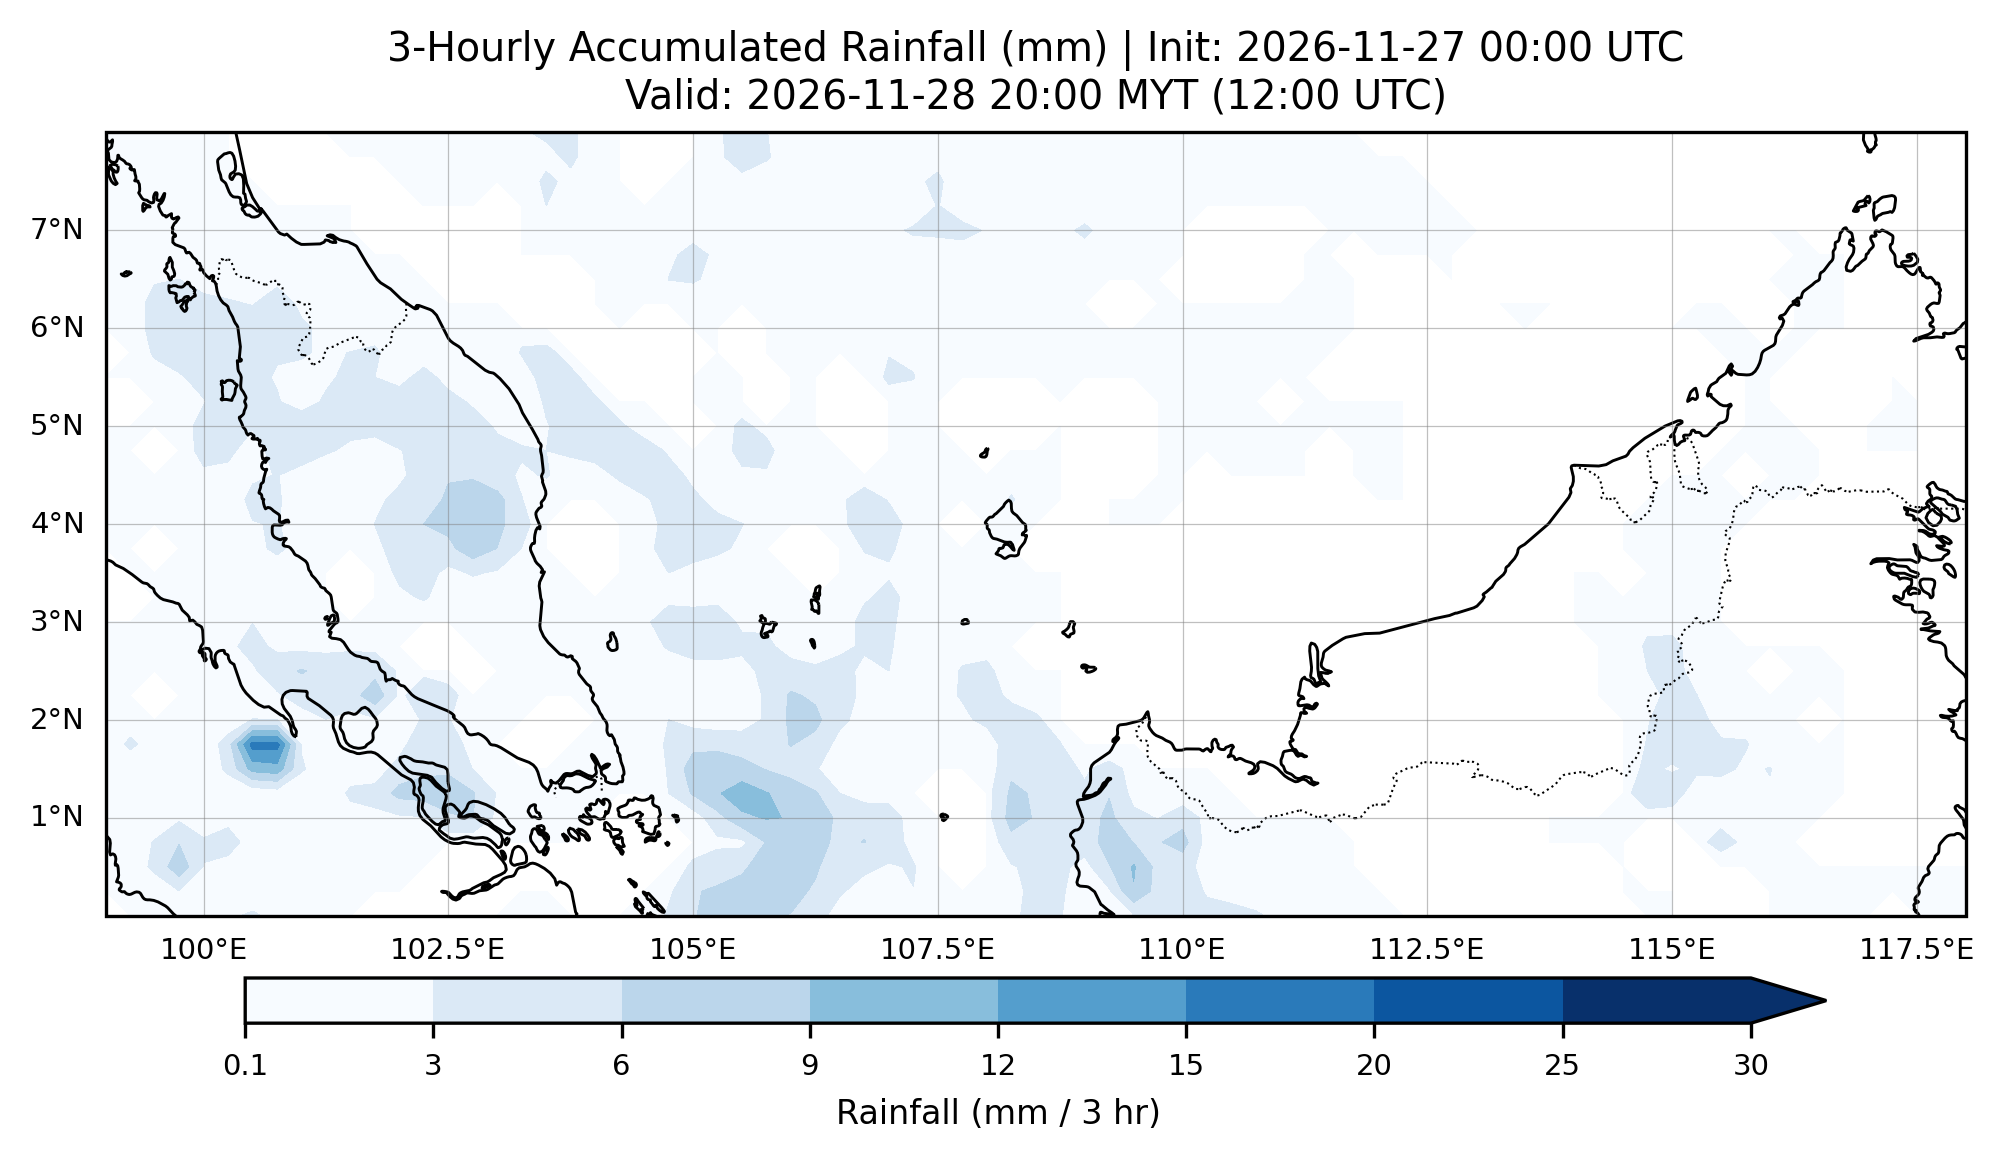 3-Hourly Accumulated Rainfall (mm) | Init: 2026-11-27 00:00 UTC
Valid: 2026-11-28 20:00 MYT (12:00 UTC)
7°N
6°N
5°N
4°N
3°N
2°N
1°N
100°E 102.5°E 105°E 107.5°E 110°E 112.5°E 115°E 117.5°E
0.1 3 6 9 12 15 20 25 30
Rainfall (mm / 3 hr)